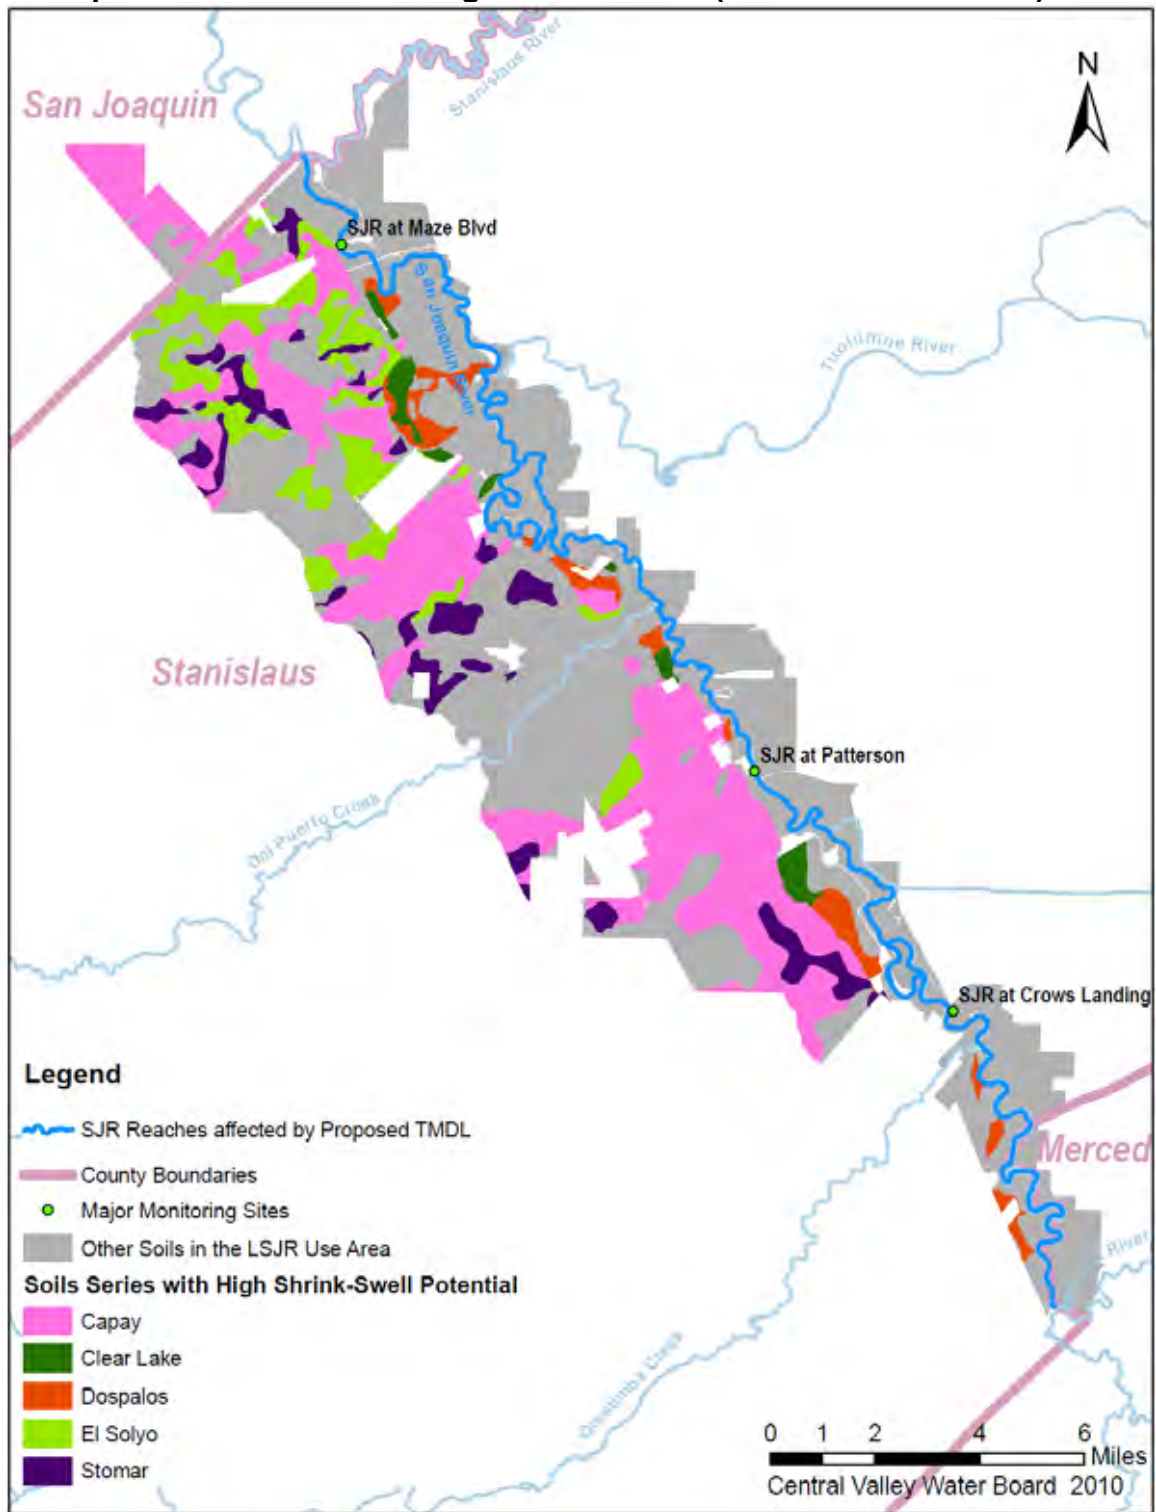 San Joaquin
Stanislaus River
N
SJR at Maze Blvd
San Joaquin River
Tuolumne River
Stanislaus
SJR at Patterson
Del Puerto Creek
SJR at Crows Landing
Merced
River
Orestimba Creek
Legend
SJR Reaches affected by Proposed TMDL
County Boundaries
Major Monitoring Sites
Other Soils in the LSJR Use Area
Soils Series with High Shrink-Swell Potential
Capay
Clear Lake
Dospalos
El Solyo
Stomar
0 1 2 4 6
Miles
Central Valley Water Board 2010